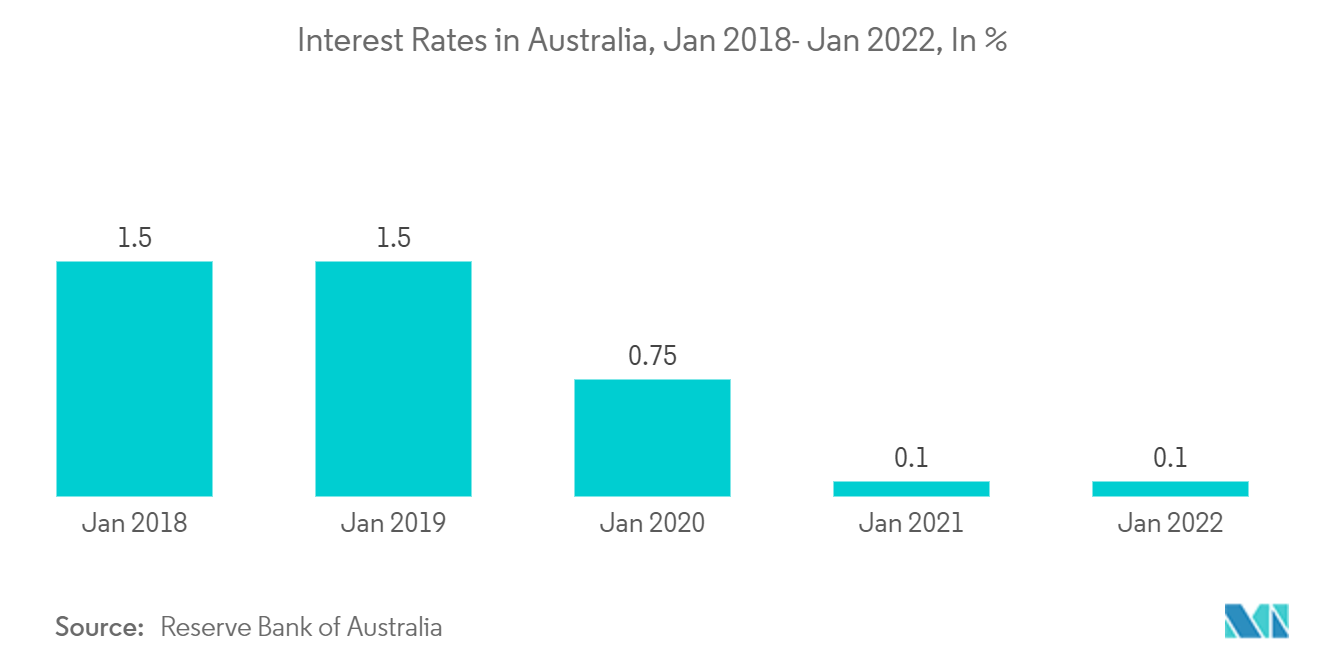 Interest Rates in Australia, Jan 2018- Jan 2022, In %
1.5
1.5
0.75
0.1
0.1
Jan 2018
Jan 2019
Jan 2020
Jan 2021
Jan 2022
Source: Reserve Bank of Australia